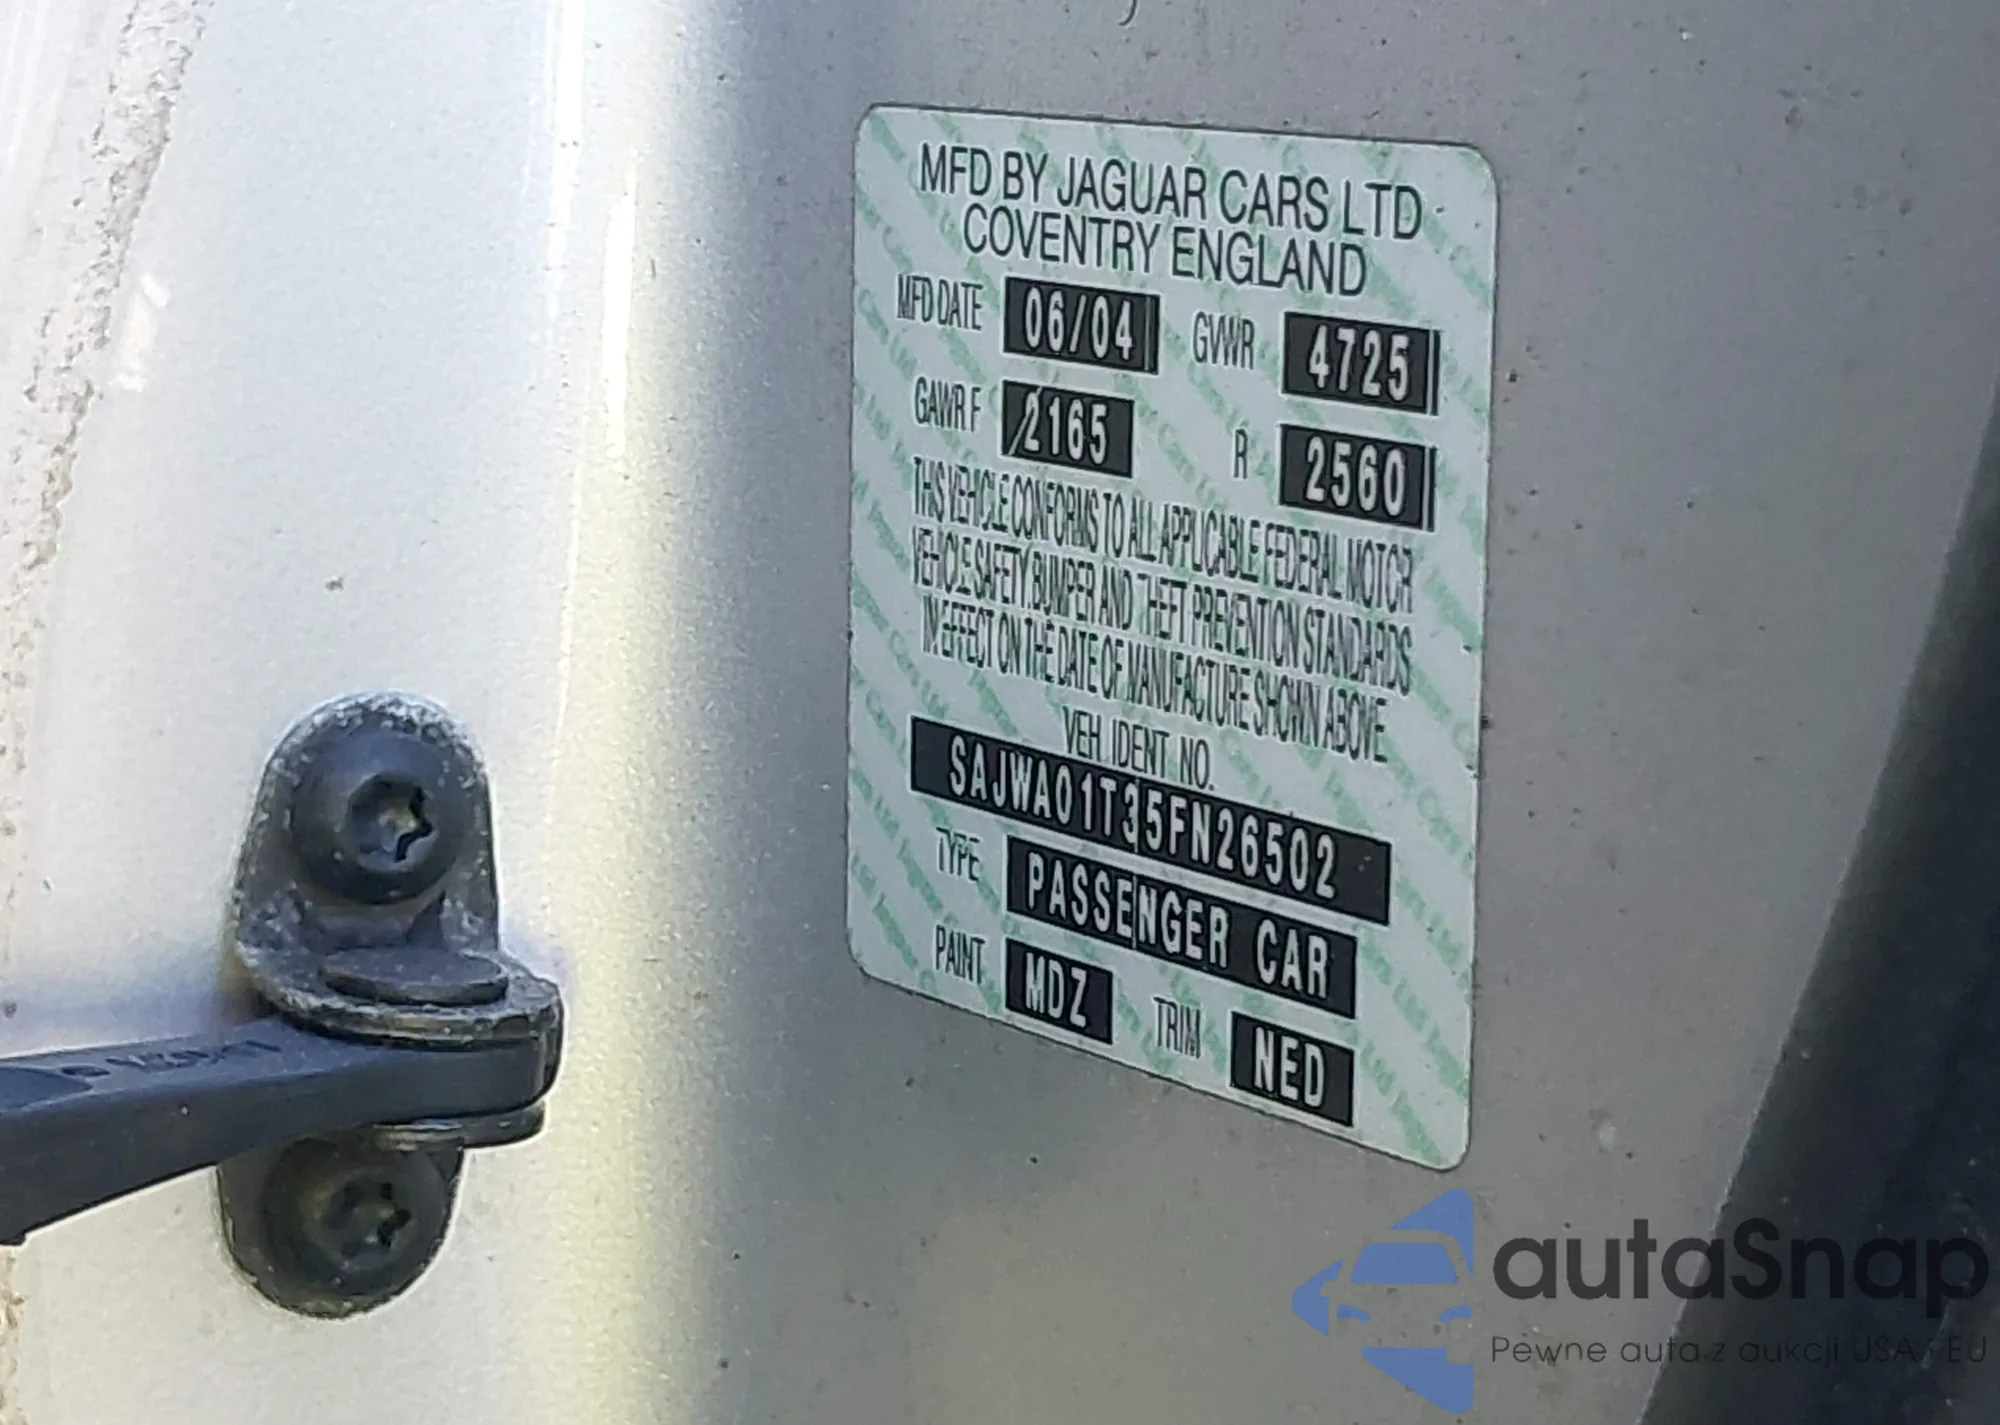 MFD BY JAGUAR CARS LTD
COVENTRY ENGLAND
MFD DATE 06/04 GVWR 4725
GAWR F 2165 R 2560
THIS VEHICLE CONFORMS TO ALL APPLICABLE FEDERAL MOTOR
VEHICLE SAFETY, BUMPER AND THEFT PREVENTION STANDARDS
IN EFFECT ON THE DATE OF MANUFACTURE SHOWN ABOVE
VEH. IDENT NO.
SAJWA01T35FN26502
TYPE PASSENGER CAR
PAINT MDZ TRIM NED
autaSnap
Pewne auta z aukcji USA i EU